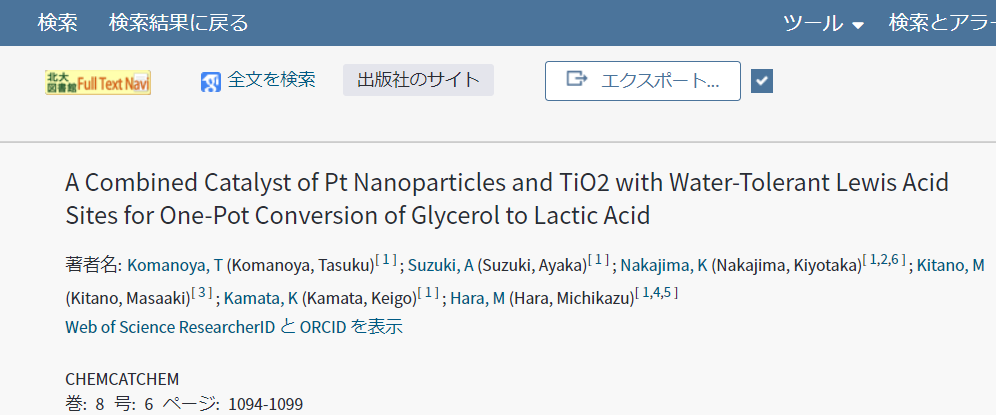 検索 検索結果に戻る ツール 検索とアラー
北大 図書館 Full Text Navi 全文を検索 出版社のサイト エクスポート...
A Combined Catalyst of Pt Nanoparticles and TiO2 with Water-Tolerant Lewis Acid
Sites for One-Pot Conversion of Glycerol to Lactic Acid
著者名: Komanoya, T (Komanoya, Tasuku)[ 1 ] ; Suzuki, A (Suzuki, Ayaka)[ 1 ] ; Nakajima, K (Nakajima, Kiyotaka)[ 1,2,6 ] ; Kitano, M
(Kitano, Masaaki)[ 3 ] ; Kamata, K (Kamata, Keigo)[ 1 ] ; Hara, M (Hara, Michikazu)[ 1,4,5 ]
Web of Science ResearcherID と ORCID を表示
CHEMCATCHEM
巻: 8 号: 6 ページ: 1094-1099